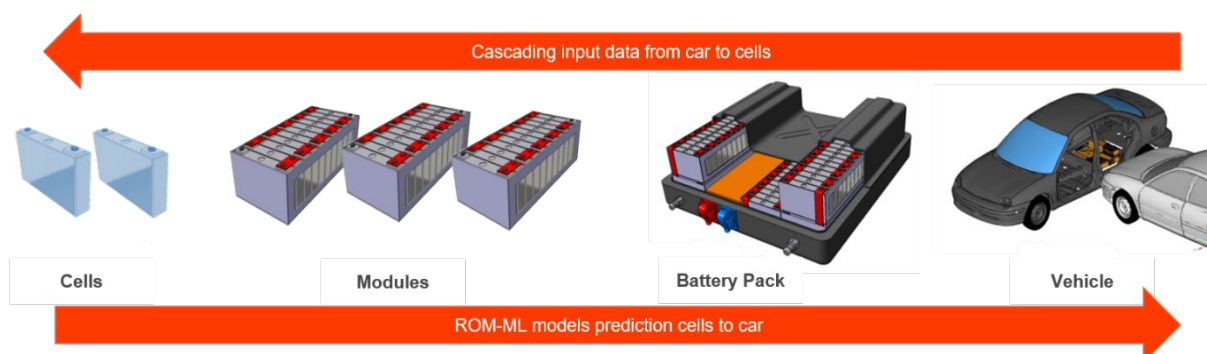 Cascading input data from car to cells
Cells
Modules
Battery Pack
Vehicle
ROM-ML models prediction cells to car